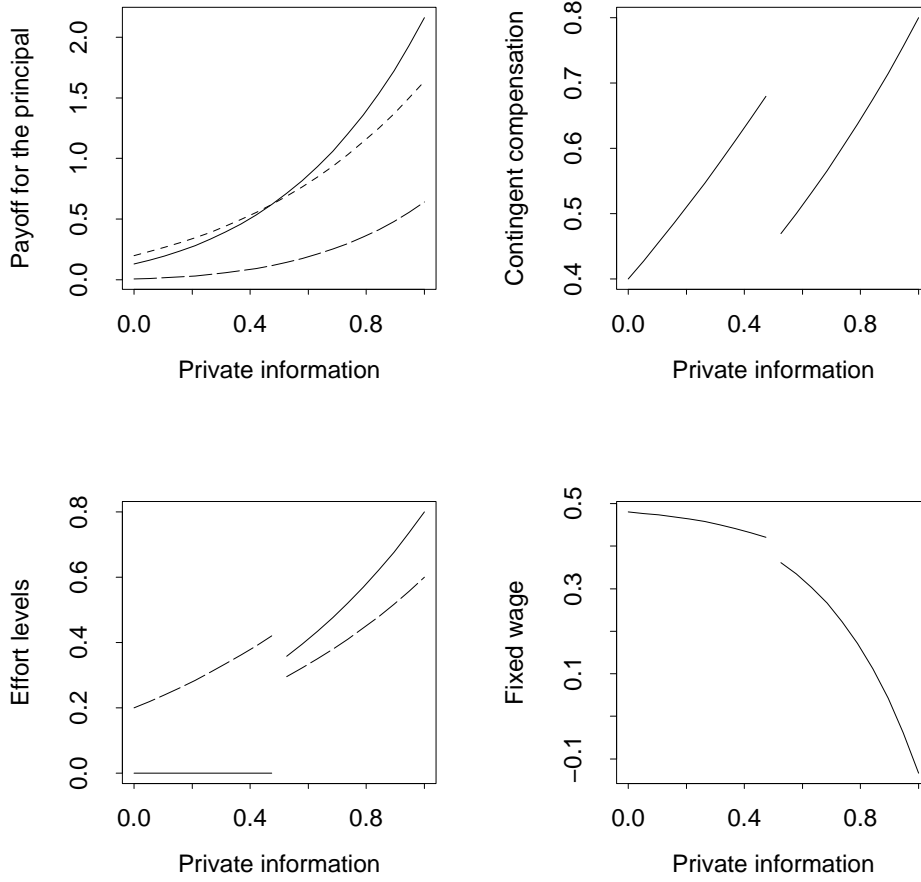 Payoff for the principal
2.0
1.5
1.0
0.5
0.0
0.0 0.4 0.8
Private information
Contingent compensation
0.8
0.7
0.6
0.5
0.4
0.0 0.4 0.8
Private information
Effort levels
0.8
0.6
0.4
0.2
0.0
0.0 0.4 0.8
Private information
Fixed wage
0.5
0.3
0.1
−0.1
0.0 0.4 0.8
Private information